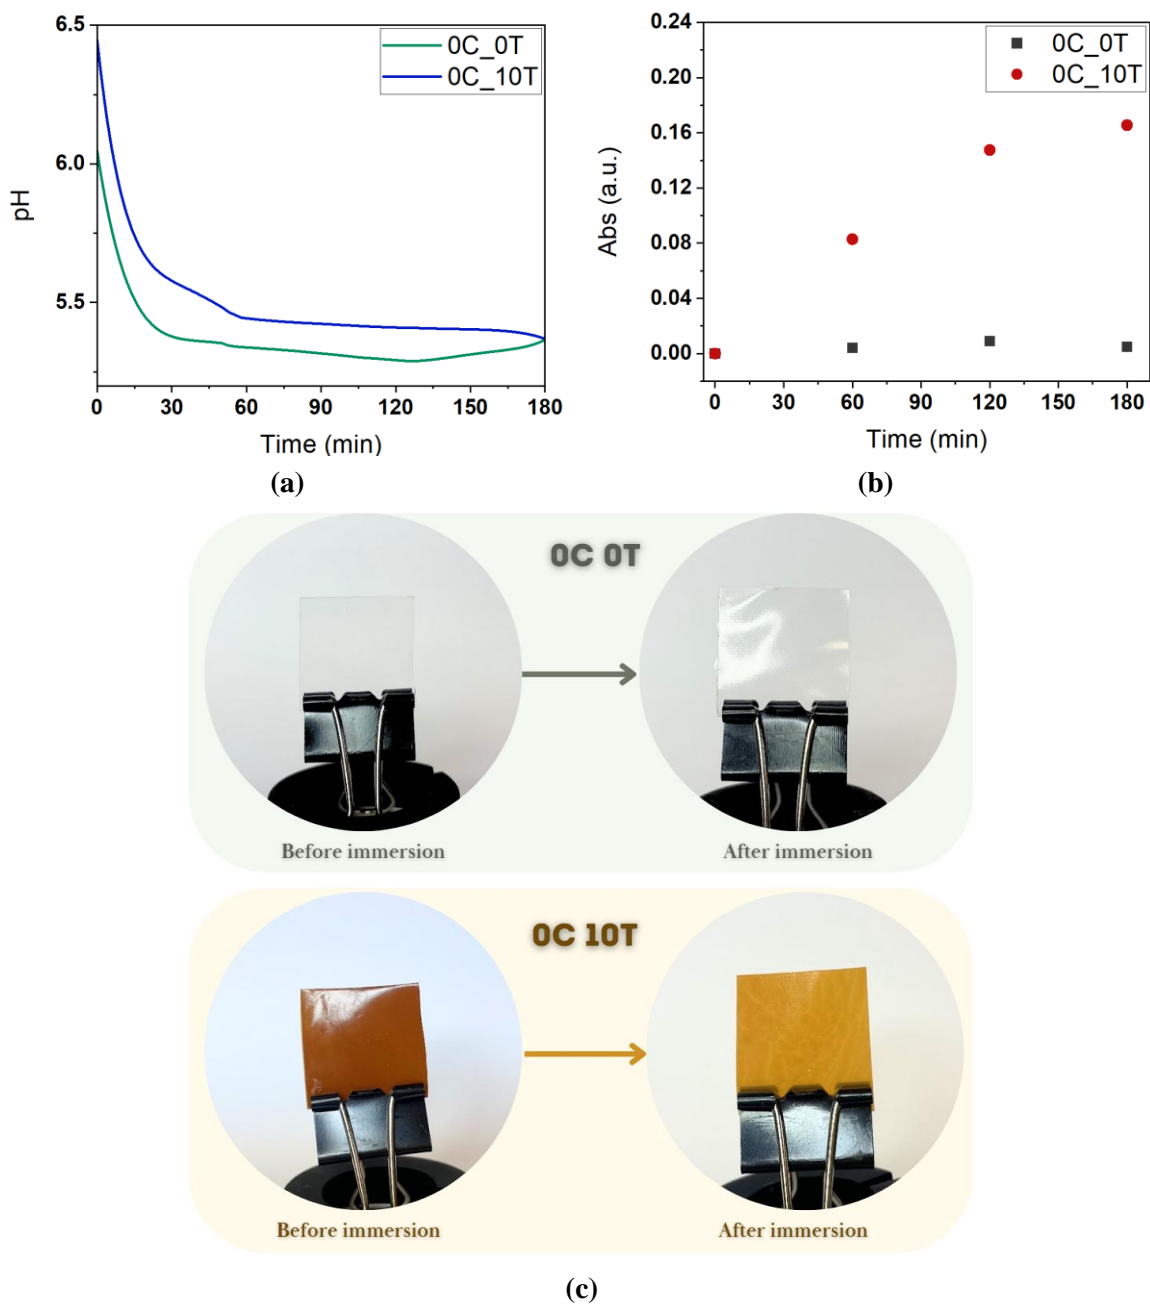 6.5
6.0
5.5
pH
0 30 60 90 120 150 180
Time (min)
0C_0T
0C_10T
(a)
0.24
0.20
0.16
0.12
0.08
0.04
0.00
Abs (a.u.)
0 30 60 90 120 150 180
Time (min)
0C_0T
0C_10T
(b)
0C 0T
Before immersion
After immersion
0C 10T
Before immersion
After immersion
(c)